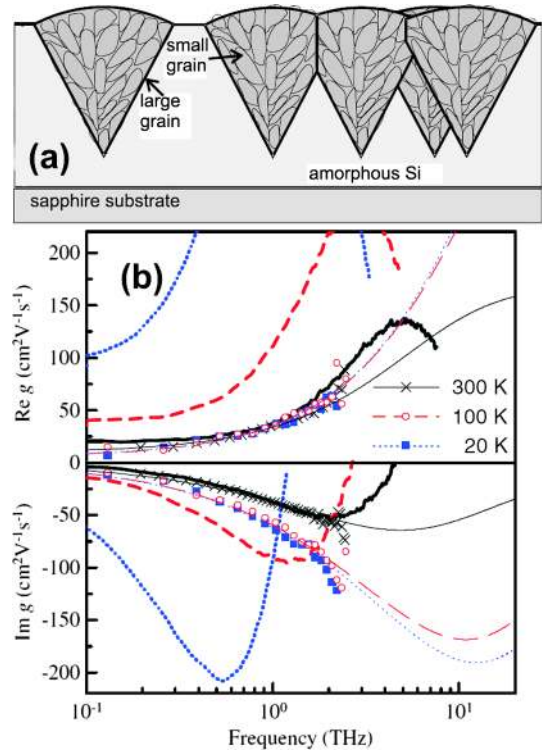 small
grain
large
grain
(a)
amorphous Si
sapphire substrate
(b)
200
150
100
50
0
Re g (cm²V⁻¹s⁻¹)
300 K
100 K
20 K
-50
-100
-150
-200
Im g (cm²V⁻¹s⁻¹)
10⁻¹
10⁰
10¹
Frequency (THz)